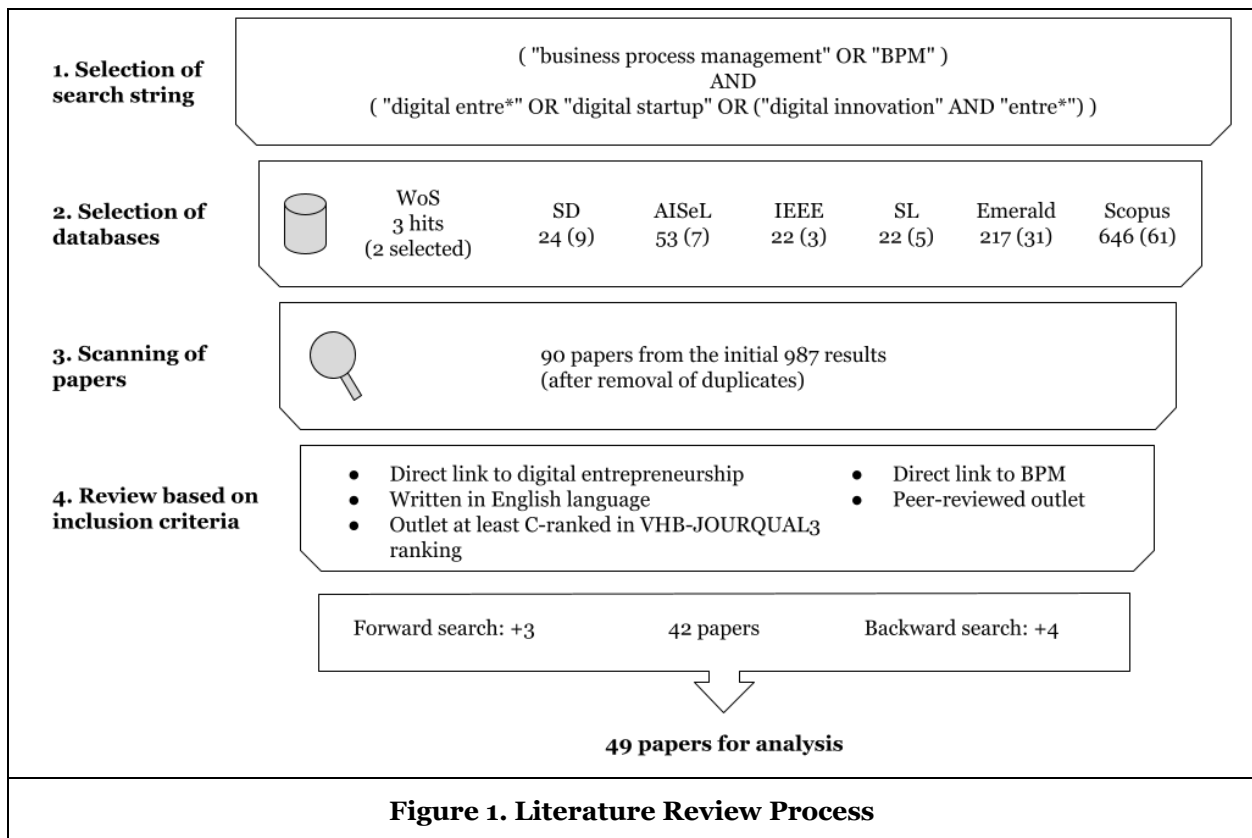 1. Selection of
search string
( "business process management" OR "BPM" )
AND
( "digital entre*" OR "digital startup" OR ("digital innovation" AND "entre*") )
2. Selection of
databases
WoS
3 hits
(2 selected)
SD
24 (9)
AISeL
53 (7)
IEEE
22 (3)
SL
22 (5)
Emerald
217 (31)
Scopus
646 (61)
3. Scanning of
papers
90 papers from the initial 987 results
(after removal of duplicates)
4. Review based on
inclusion criteria
● Direct link to digital entrepreneurship
● Written in English language
● Outlet at least C-ranked in VHB-JOURQUAL3
ranking
● Direct link to BPM
● Peer-reviewed outlet
Forward search: +3
42 papers
Backward search: +4
49 papers for analysis
Figure 1. Literature Review Process